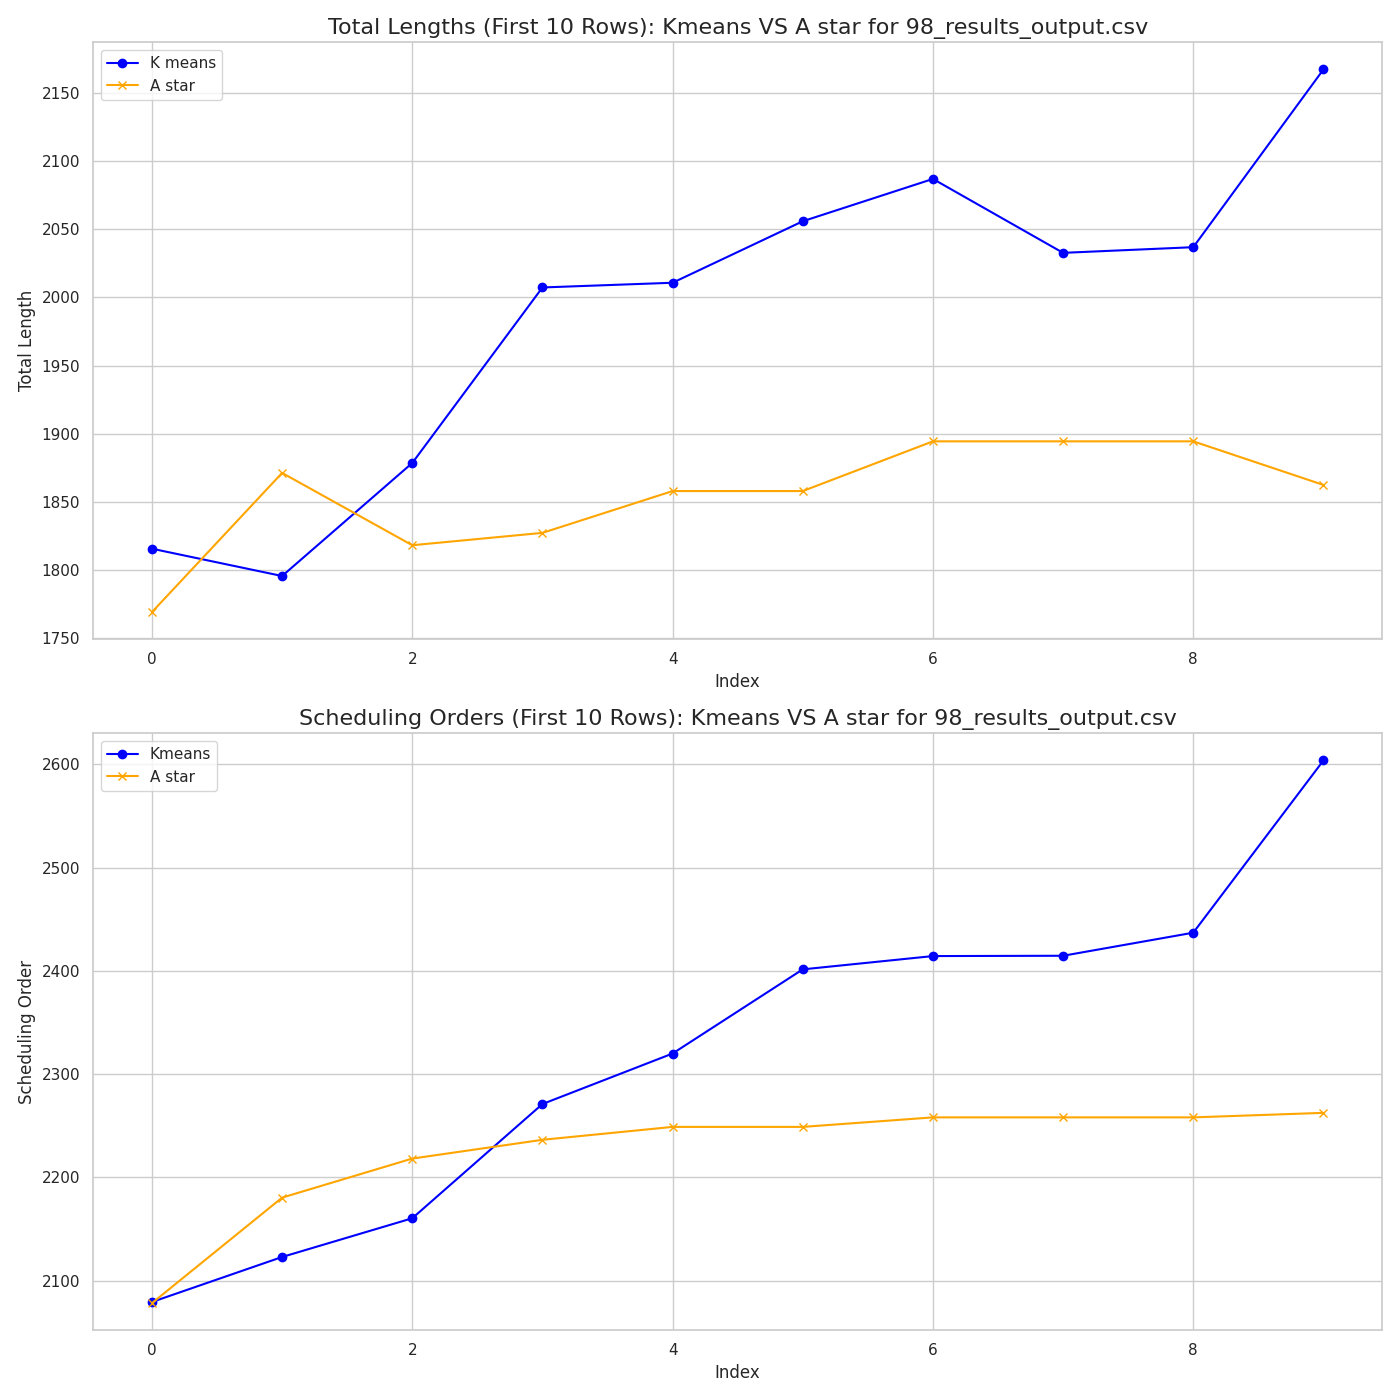 Total Lengths (First 10 Rows): Kmeans VS A star for 98_results_output.csv
K means
A star
2150
2100
2050
2000
1950
1900
1850
1800
1750
Total Length
0 2 4 6 8
Index
Scheduling Orders (First 10 Rows): Kmeans VS A star for 98_results_output.csv
Kmeans
A star
2600
2500
2400
2300
2200
2100
Scheduling Order
0 2 4 6 8
Index